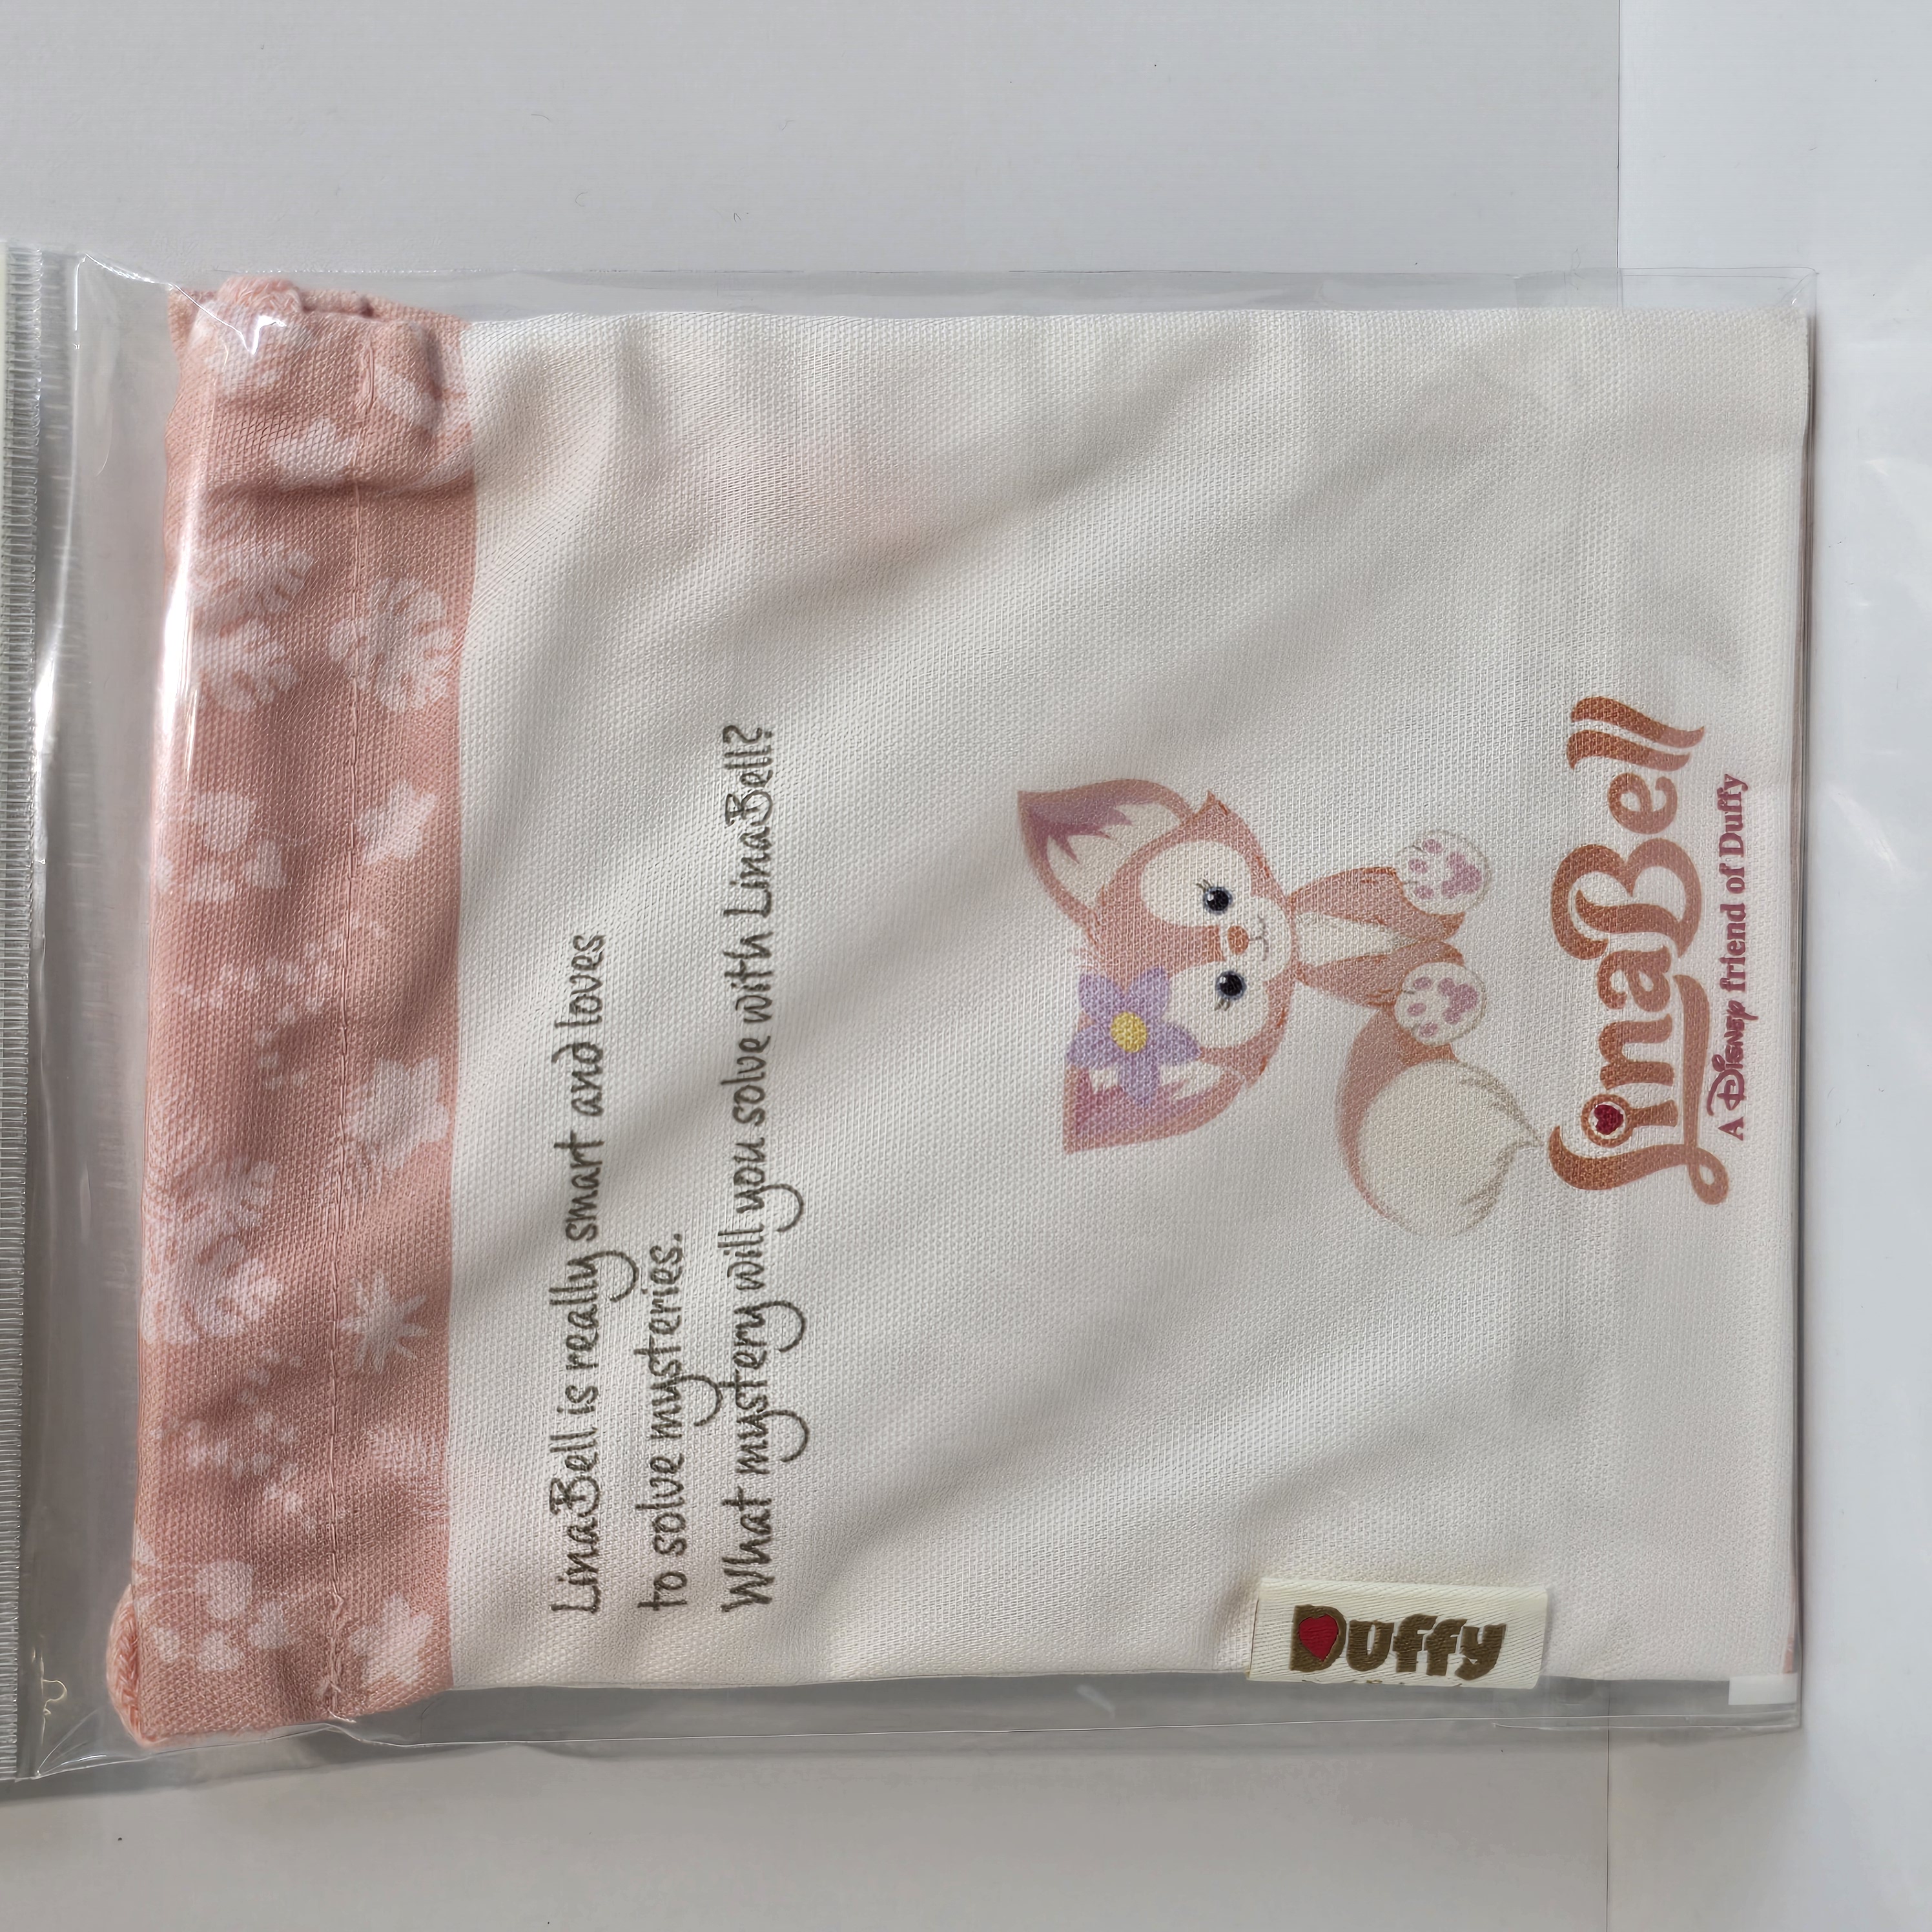 LinaBell is really smart and loves
to solve mysteries.
What mystery will you solve with LinaBell?
LinaBell
A Disney friend of Duffy
Duffy